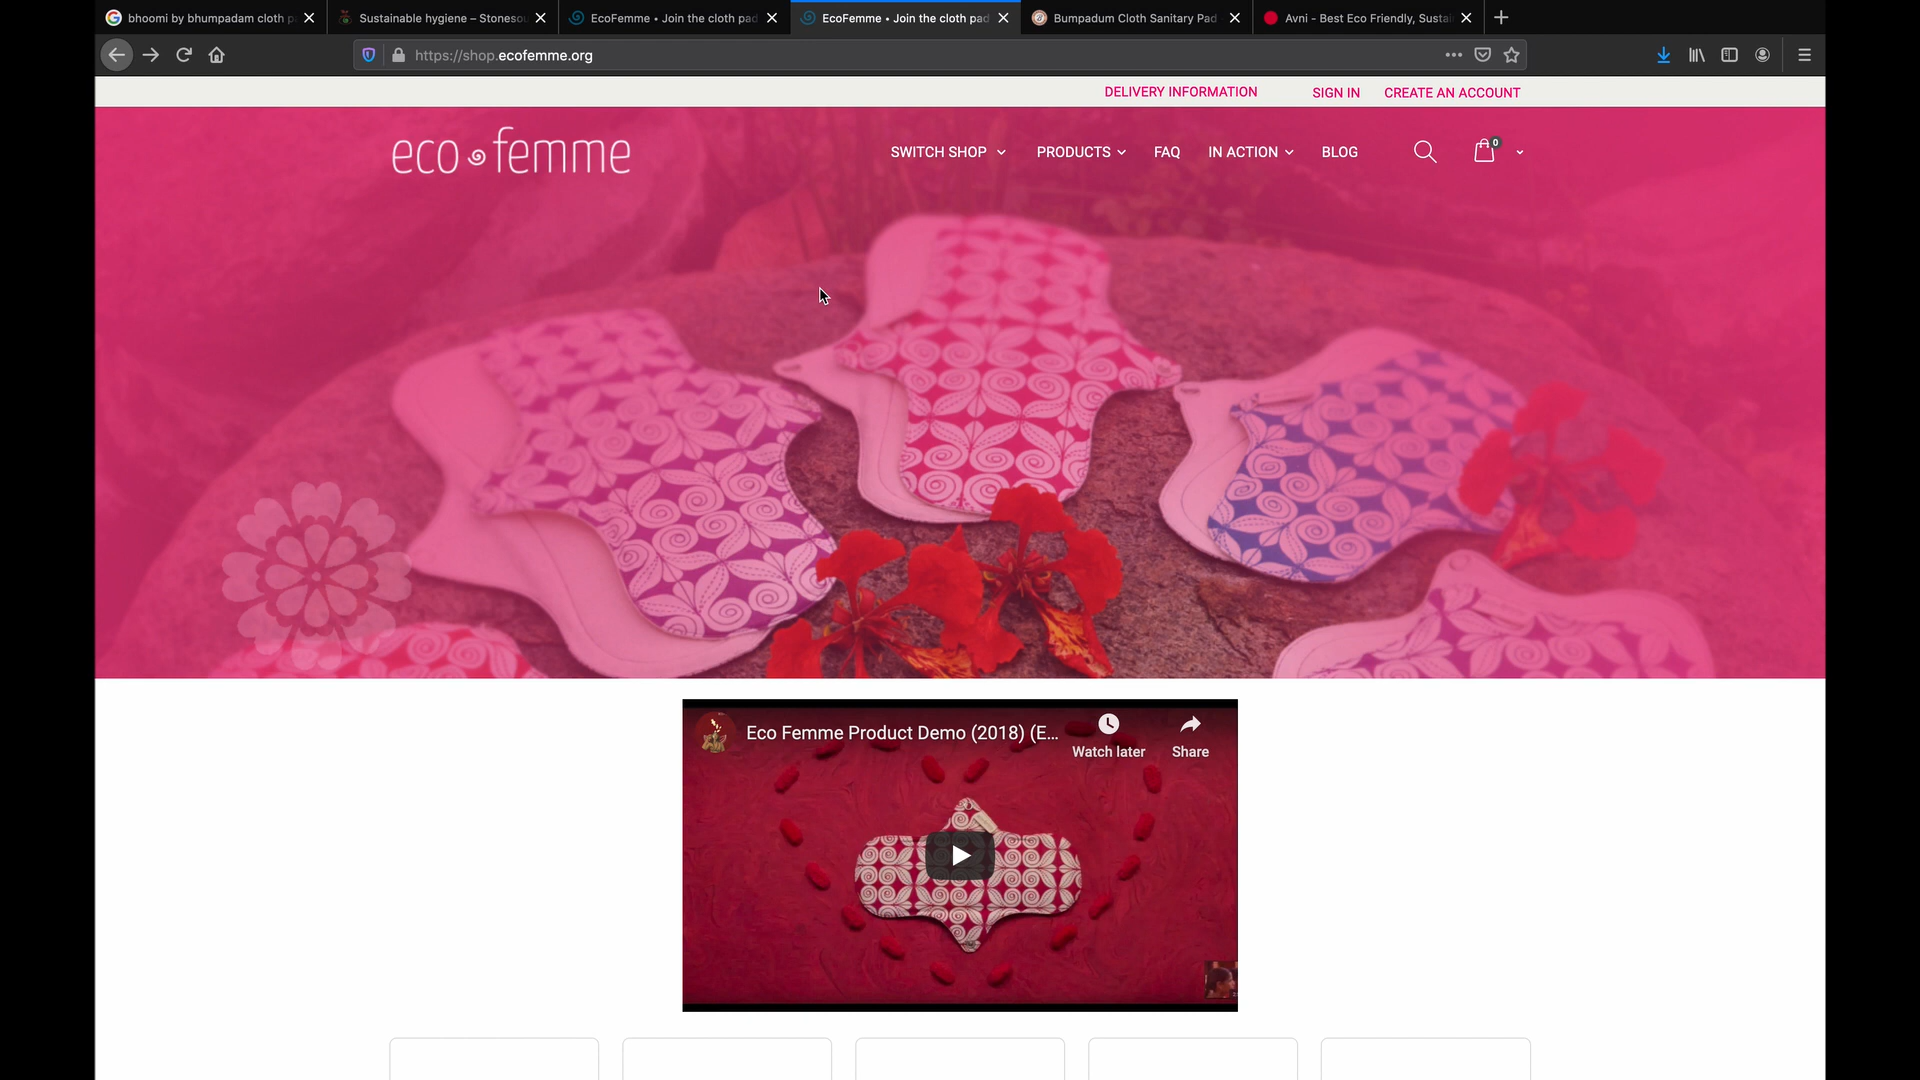 bhoomi by bhumpadam cloth p
Sustainable hygiene – Stonesou
EcoFemme • Join the cloth pad
EcoFemme • Join the cloth pad
Bumpadum Cloth Sanitary Pad
Avni - Best Eco Friendly, Sustai
https://shop.ecofemme.org
DELIVERY INFORMATION
SIGN IN
CREATE AN ACCOUNT
eco femme
SWITCH SHOP
PRODUCTS
FAQ
IN ACTION
BLOG
0
Eco Femme Product Demo (2018) (E...
Watch later
Share